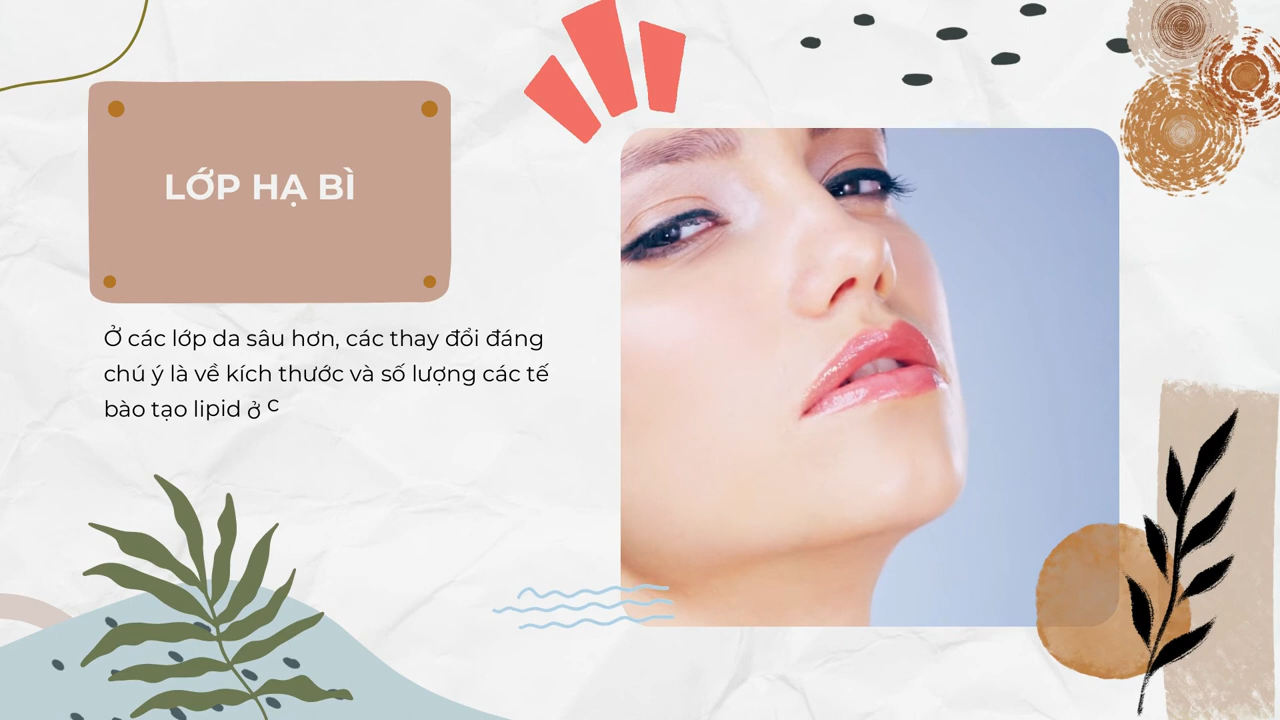 LỚP HẠ BÌ
Ở các lớp da sâu hơn, các thay đổi đáng
chú ý là về kích thước và số lượng các tế
bào tạo lipid ở c